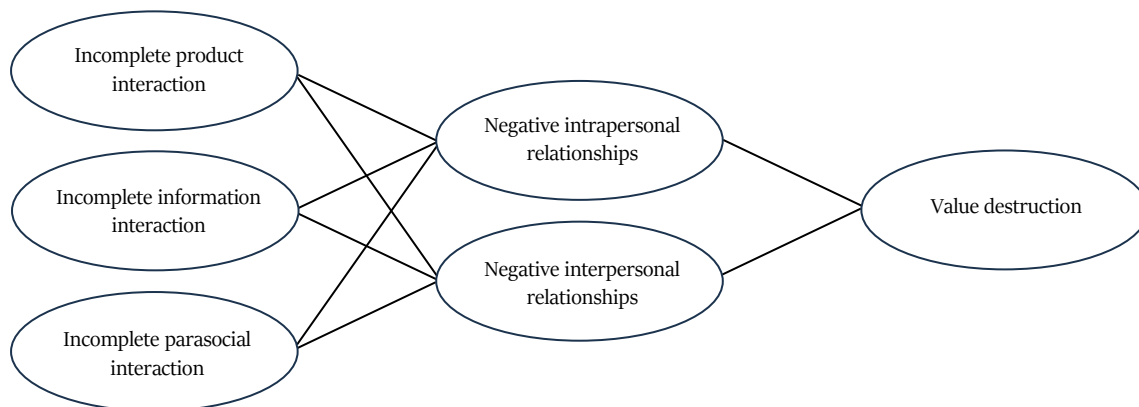 Incomplete product
interaction
Incomplete information
interaction
Incomplete parasocial
interaction
Negative intrapersonal
relationships
Negative interpersonal
relationships
Value destruction